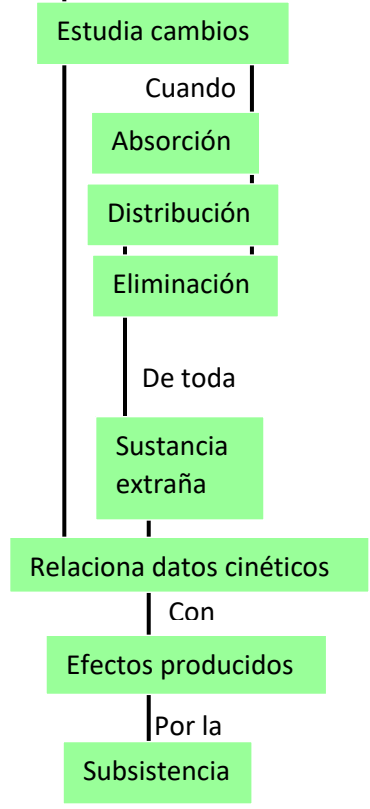 Estudia cambios
Cuando
Absorción
Distribución
Eliminación
De toda
Sustancia
extraña
Relaciona datos cinéticos
Con
Efectos producidos
Por la
Subsistencia